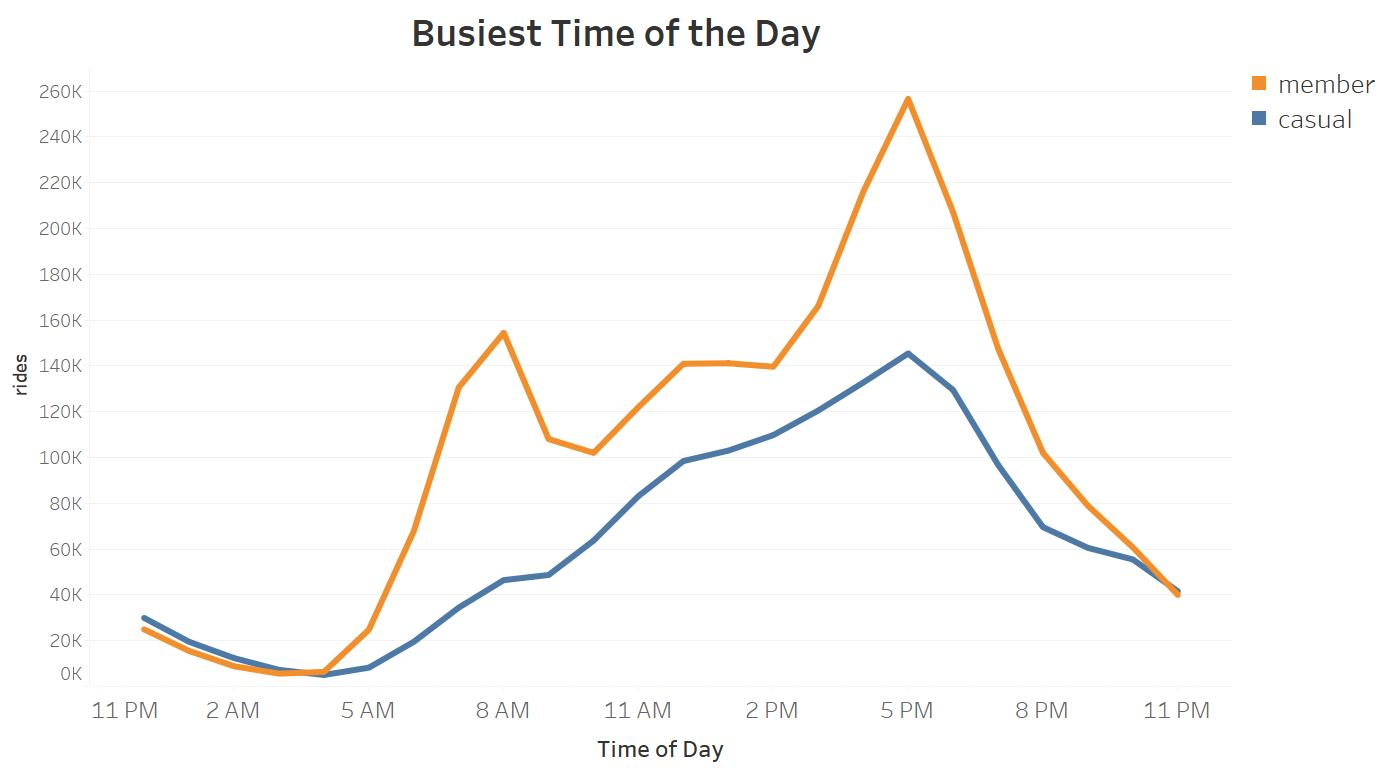 Busiest Time of the Day
member
casual
260K
240K
220K
200K
180K
160K
140K
120K
100K
80K
60K
40K
20K
0K
rides
11 PM 2 AM 5 AM 8 AM 11 AM 2 PM 5 PM 8 PM 11 PM
Time of Day